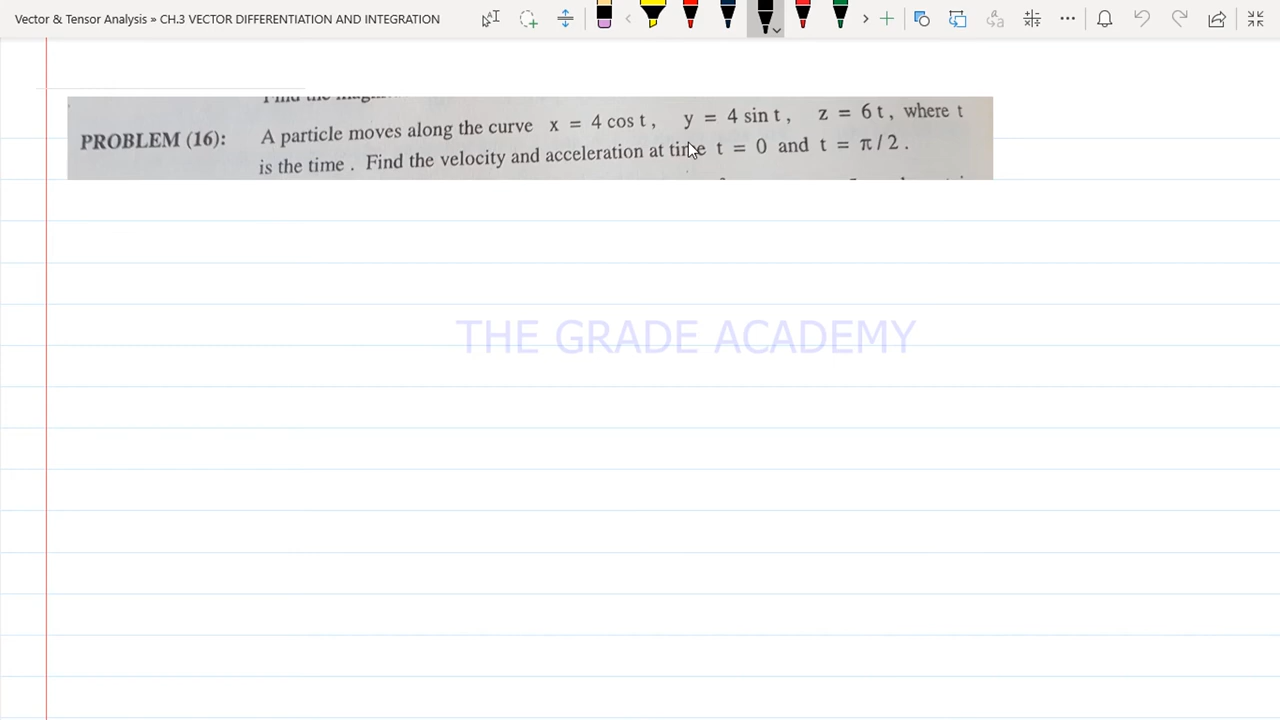 Vector & Tensor Analysis » CH.3 VECTOR DIFFERENTIATION AND INTEGRATION
PROBLEM (16): A particle moves along the curve x = 4 cos t , y = 4 sin t , z = 6 t , where t
is the time . Find the velocity and acceleration at time t = 0 and t = π / 2 .
THE GRADE ACADEMY